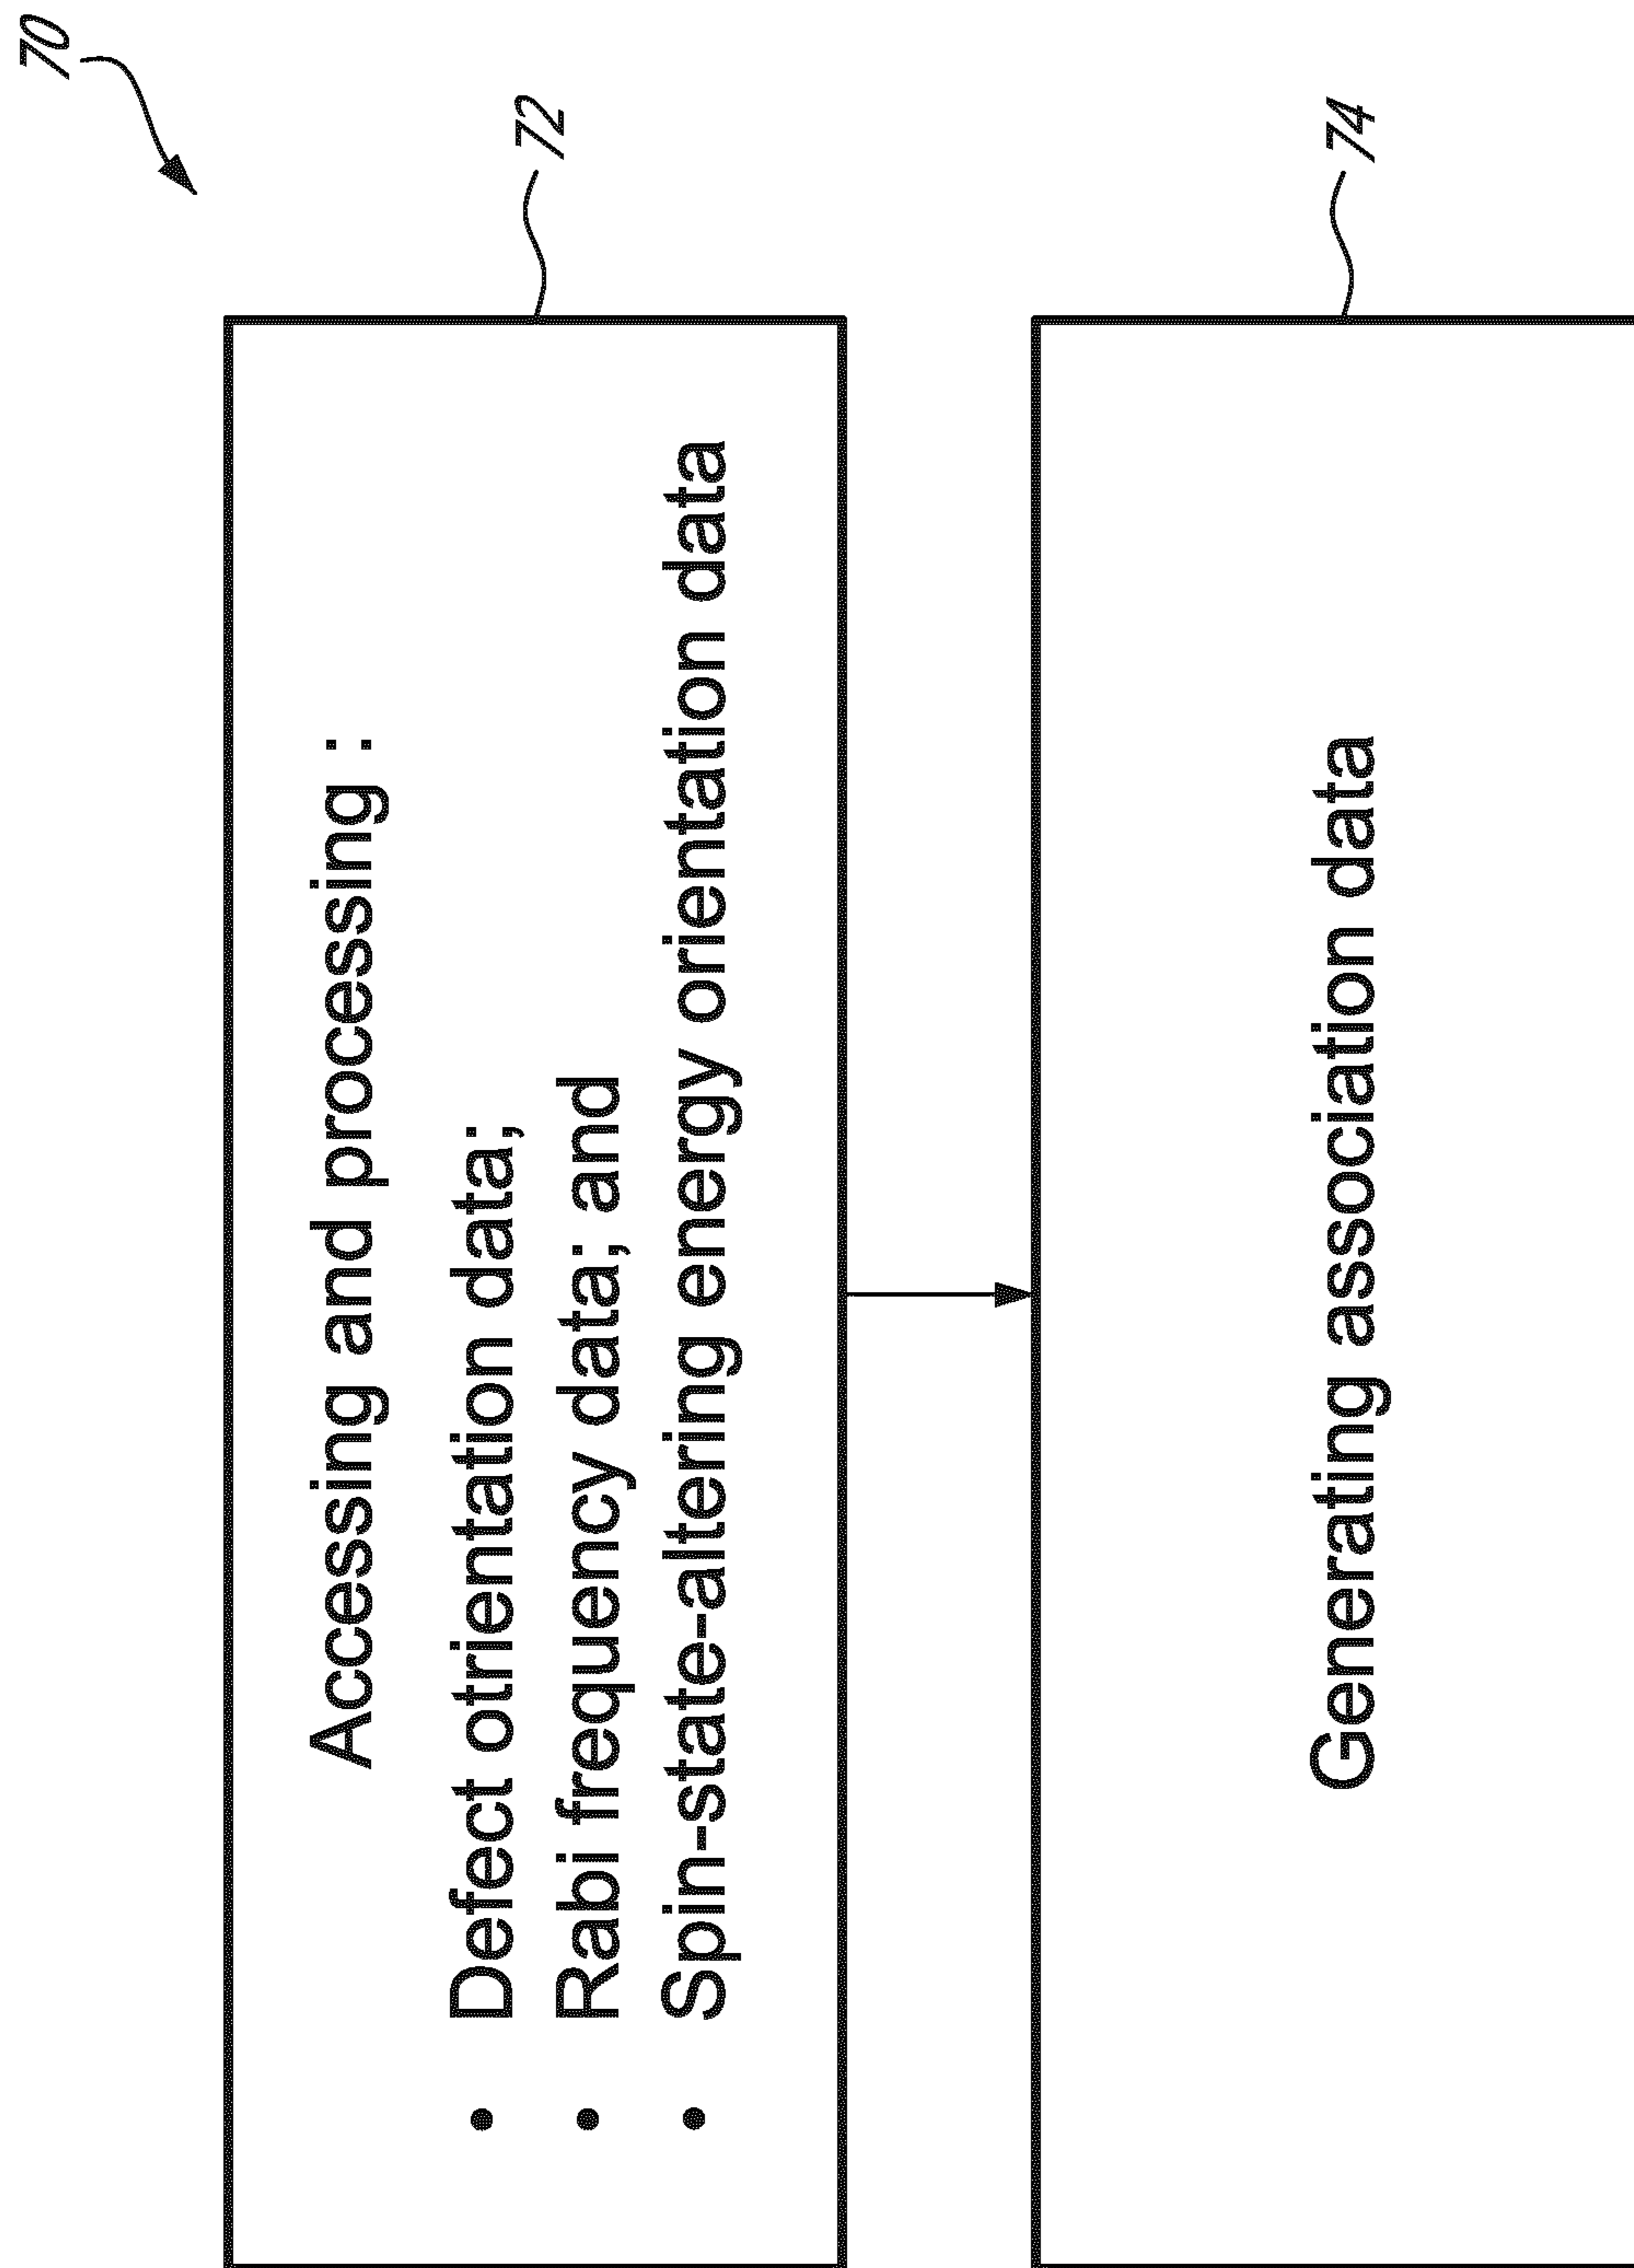 70
72
Accessing and processing :
• Defect otrientation data;
• Rabi frequency data; and
• Spin-state-altering energy orientation data
74
Generating association data